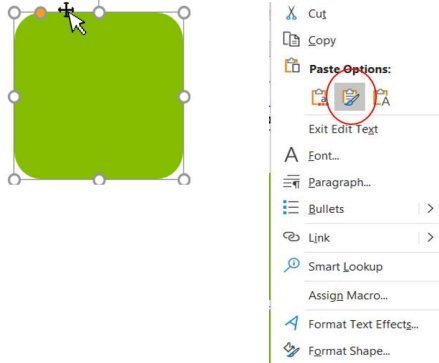 Cut
Copy
Paste Options:
a A
Exit Edit Text
A Font...
Paragraph...
Bullets
Link
Smart Lookup
Assign Macro...
A Format Text Effects...
Format Shape...